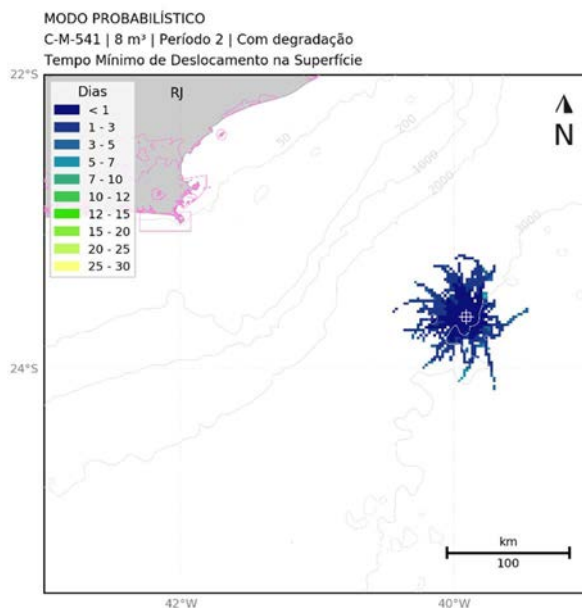 MODO PROBABILÍSTICO
C-M-541 | 8 m³ | Período 2 | Com degradação
Tempo Mínimo de Deslocamento na Superfície
22°S
Dias
RJ
< 1
1 - 3
3 - 5
5 - 7
7 - 10
10 - 12
12 - 15
15 - 20
20 - 25
25 - 30
N
50
200
1000
2000
3000
24°S
km
100
42°W
40°W